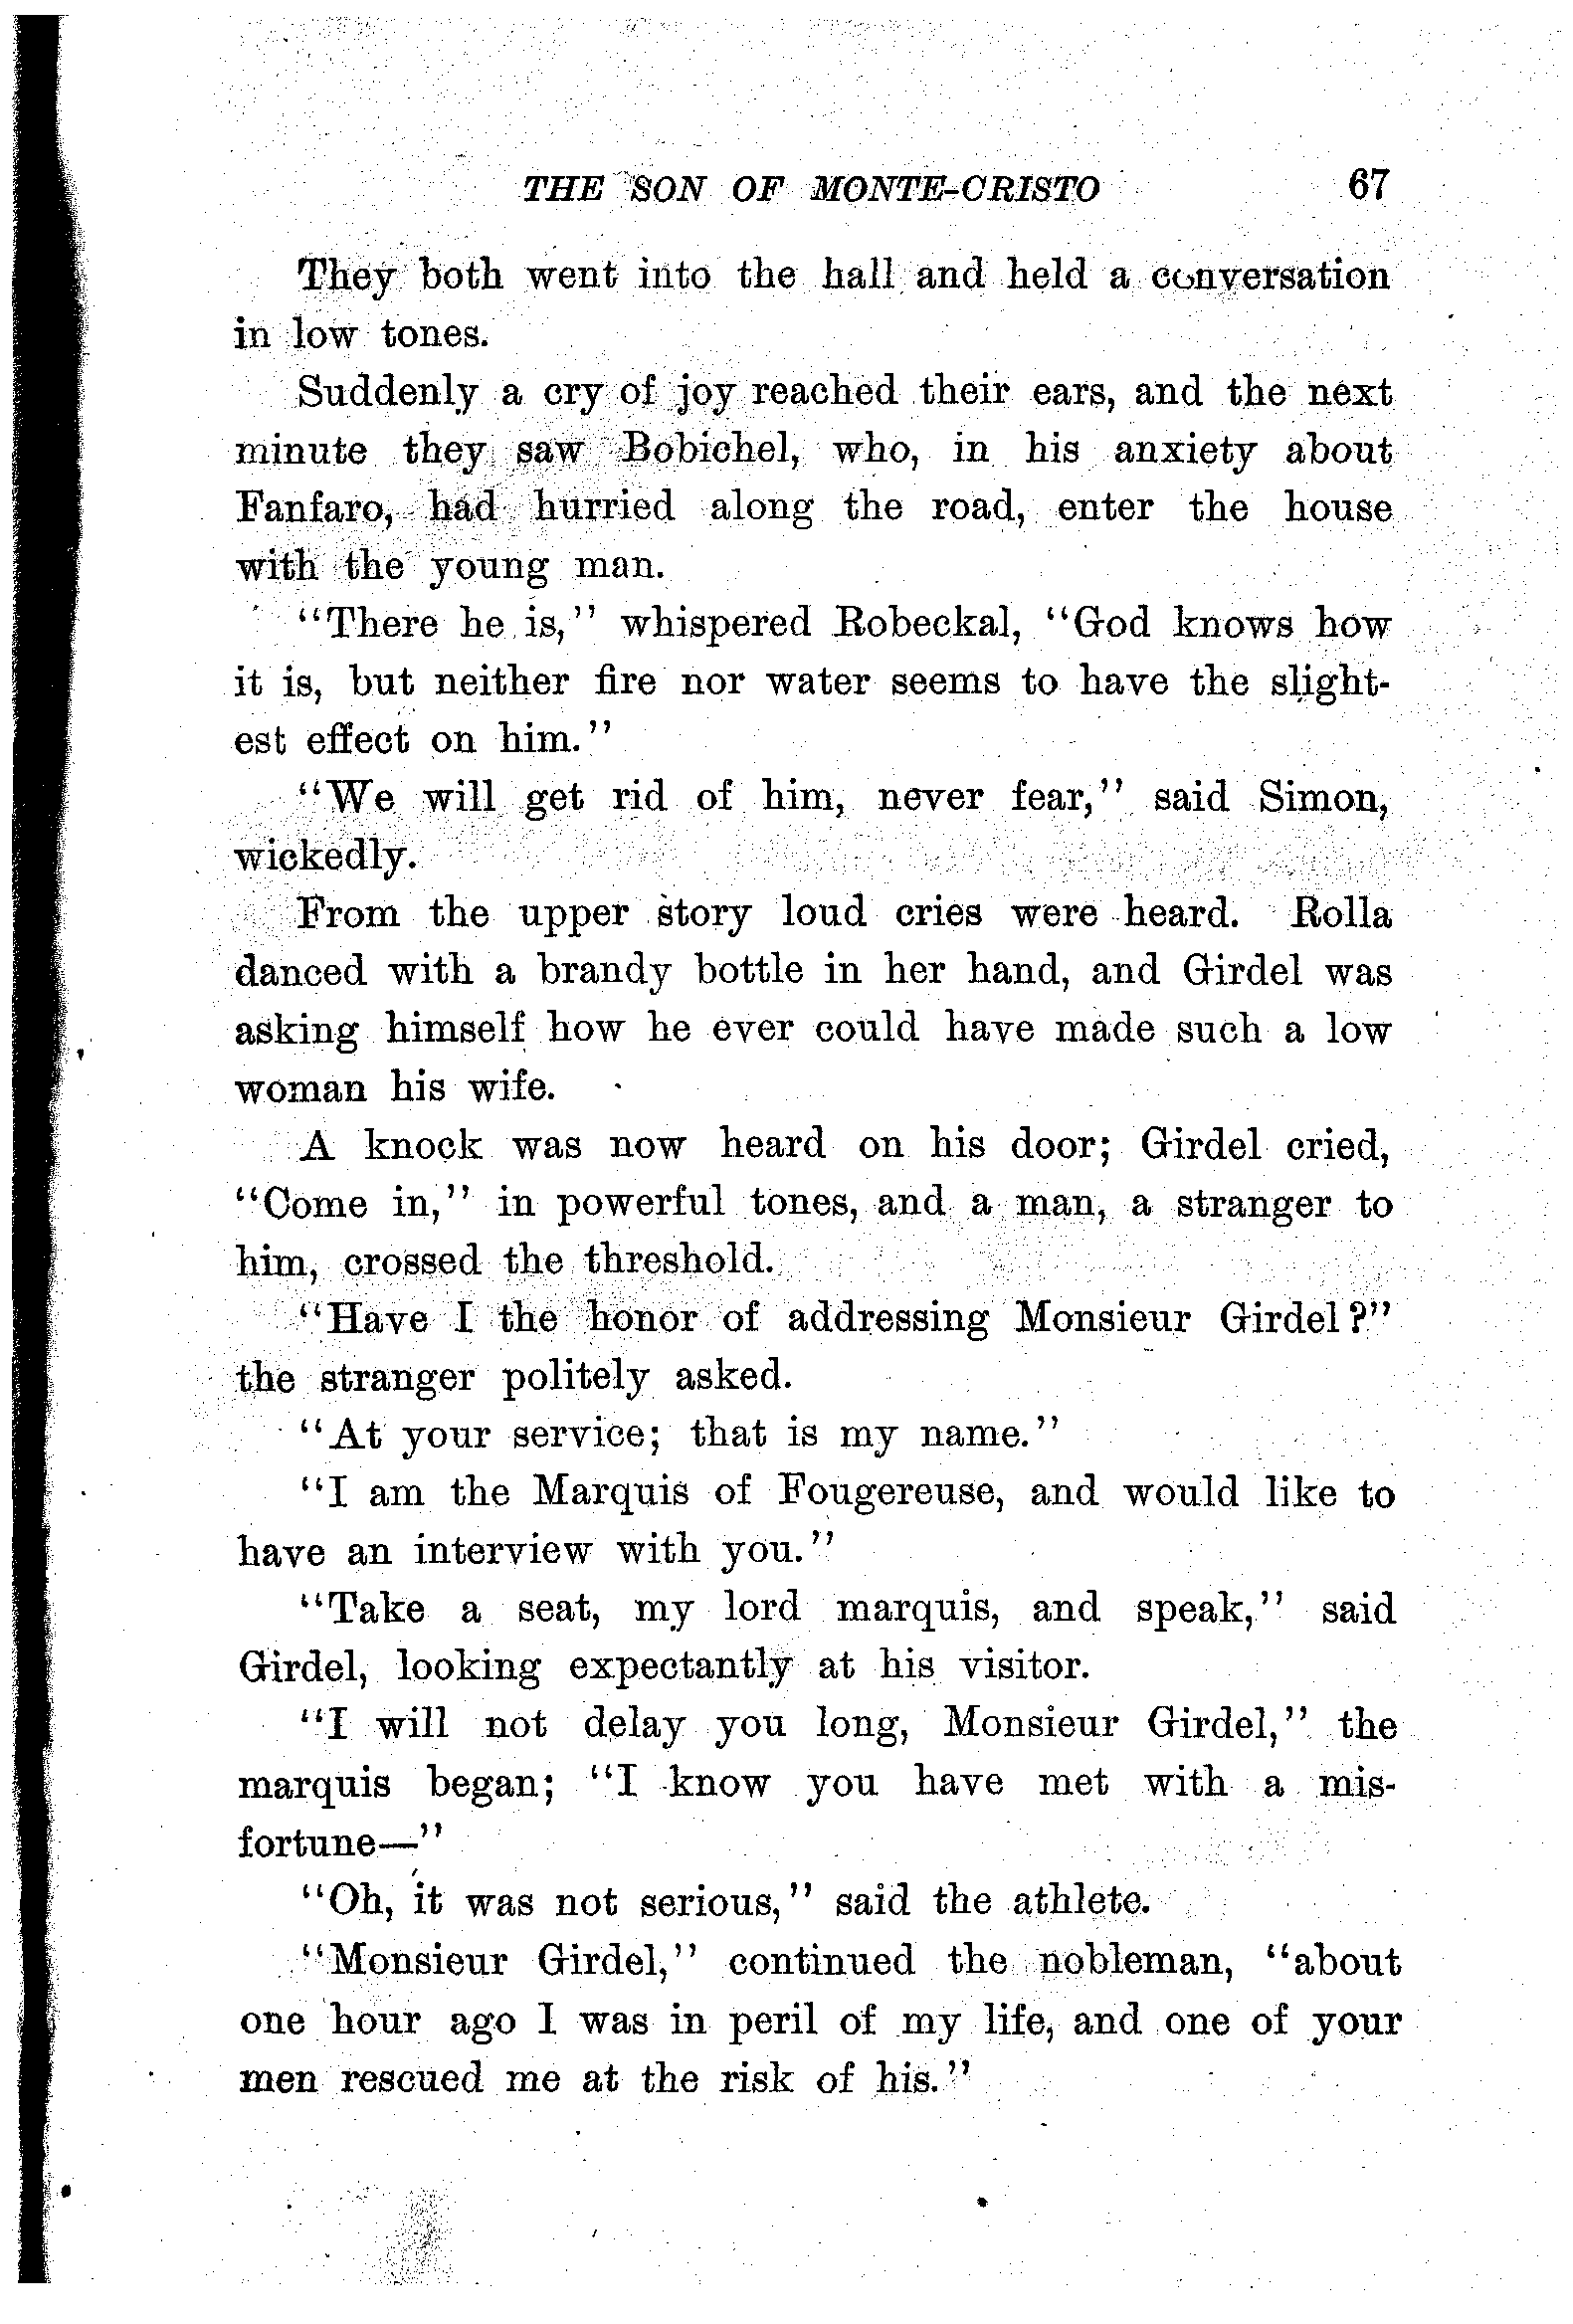 THE SON OF MONTE-CRISTO 67
They both went into the hall and held a conversation
in low tones.
Suddenly a cry of joy reached their ears, and the next
minute they saw Bobichel, who, in his anxiety about
Fanfaro, had hurried along the road, enter the house
with the young man.
"There he is," whispered Robeckal, "God knows how
it is, but neither fire nor water seems to have the slight-
est effect on him."
"We will get rid of him, never fear," said Simon,
wickedly.
From the upper story loud cries were heard. Rolla
danced with a brandy bottle in her hand, and Girdel was
asking himself how he ever could have made such a low
woman his wife.
A knock was now heard on his door; Girdel cried,
"Come in," in powerful tones, and a man, a stranger to
him, crossed the threshold.
"Have I the honor of addressing Monsieur Girdel?"
the stranger politely asked.
"At your service; that is my name."
"I am the Marquis of Fougereuse, and would like to
have an interview with you."
"Take a seat, my lord marquis, and speak," said
Girdel, looking expectantly at his visitor.
"I will not delay you long, Monsieur Girdel," the
marquis began; "I know you have met with a mis-
fortune—"
"Oh, it was not serious," said the athlete.
"Monsieur Girdel," continued the nobleman, "about
one hour ago I was in peril of my life, and one of your
men rescued me at the risk of his."